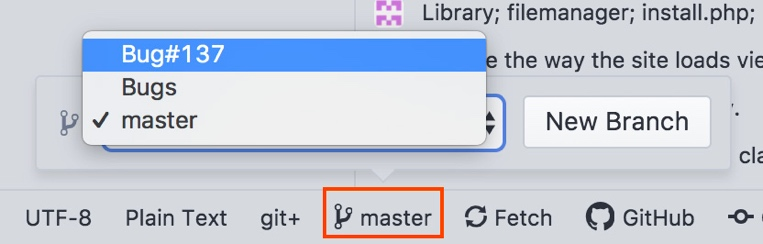 Library; filemanager; install.php;
Bug#137
e the way the site loads vie
Bugs
master
New Branch
.
cla
UTF-8 Plain Text git+ master Fetch GitHub